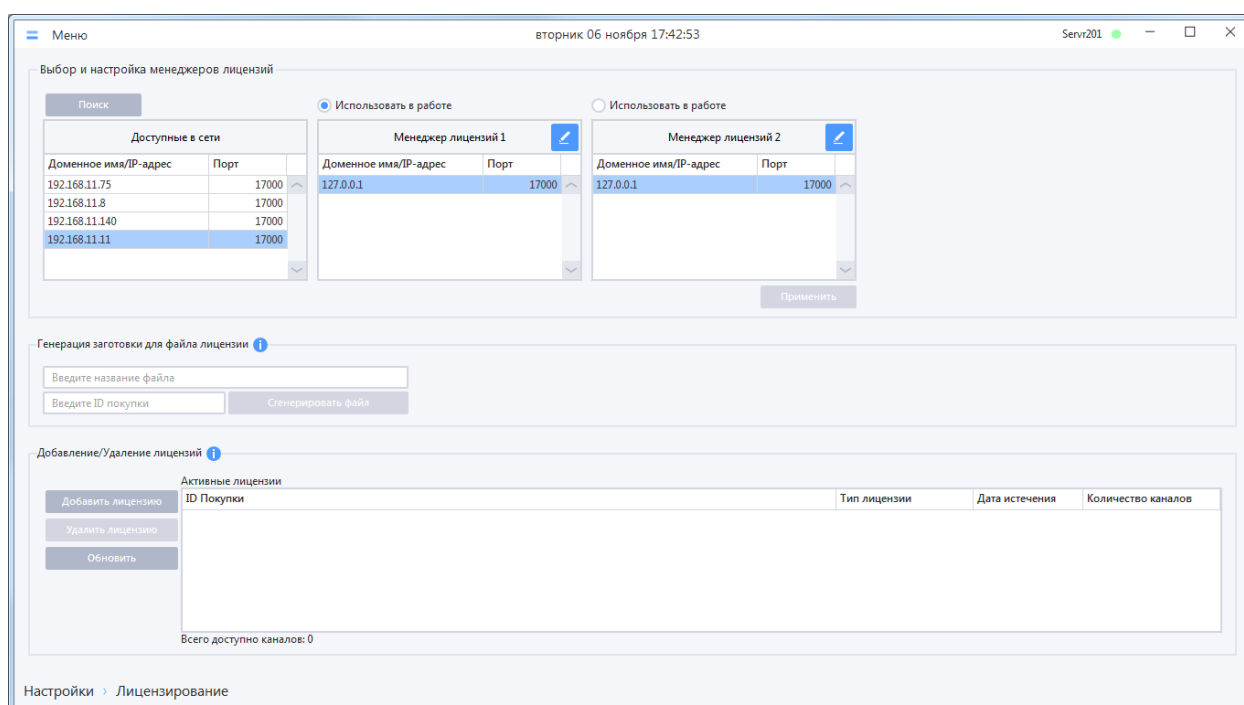 Меню вторник 06 ноября 17:42:53 Servr201
Выбор и настройка менеджеров лицензий
Поиск Использовать в работе Использовать в работе
Доступные в сети Менеджер лицензий 1 Менеджер лицензий 2
Доменное имя/IP-адрес Порт Доменное имя/IP-адрес Порт Доменное имя/IP-адрес Порт
192.168.11.75 17000 127.0.0.1 17000 127.0.0.1 17000
192.168.11.8 17000
192.168.11.140 17000
192.168.11.11 17000
Применить
Генерация заготовки для файла лицензии
Введите название файла
Введите ID покупки Сгенерировать файл
Добавление/Удаление лицензий
Активные лицензии
Добавить лицензию ID Покупки Тип лицензии Дата истечения Количество каналов
Удалить лицензию
Обновить
Всего доступно каналов: 0
Настройки › Лицензирование